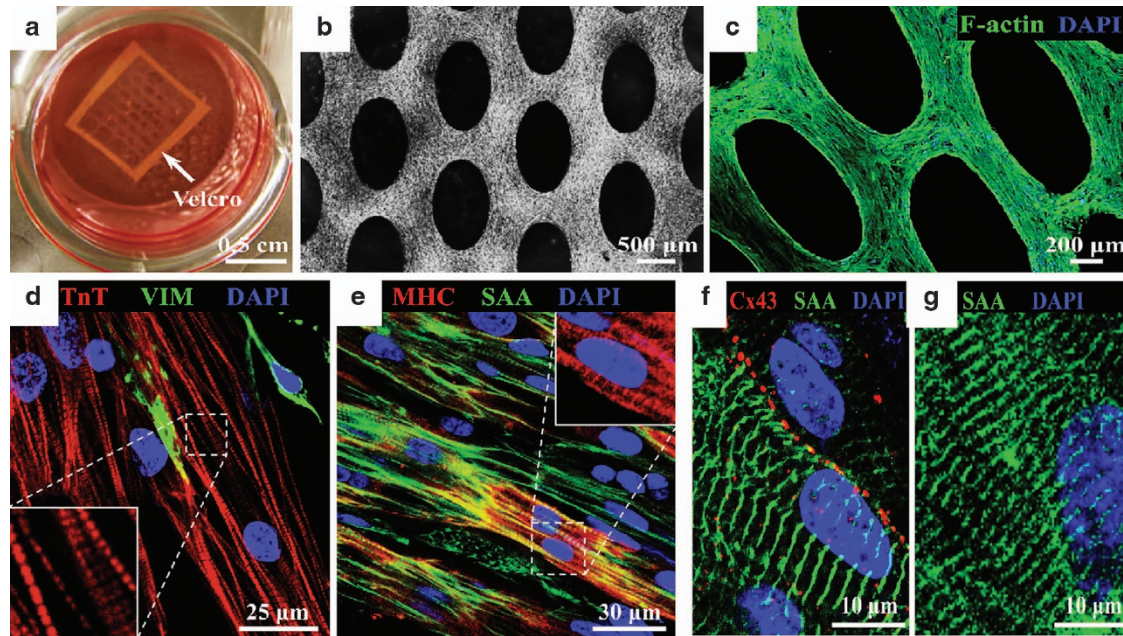 a
Velcro
0.5 cm
b
500 μm
c
F-actin DAPI
200 μm
d
TnT VIM DAPI
25 μm
e
MHC SAA DAPI
30 μm
f
Cx43 SAA DAPI
10 μm
g
SAA DAPI
10 μm